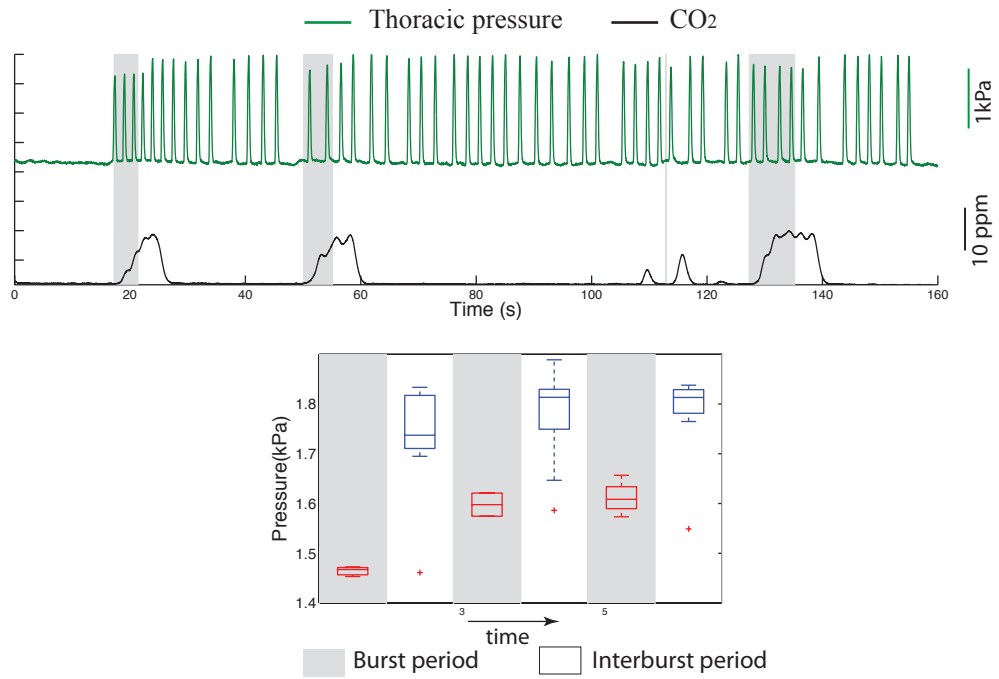 Thoracic pressure CO2
1kPa
10 ppm
0 20 40 60 80 100 120 140 160
Time (s)
Pressure(kPa)
1.8
1.7
1.6
1.5
1.4
3 5
time
Burst period Interburst period